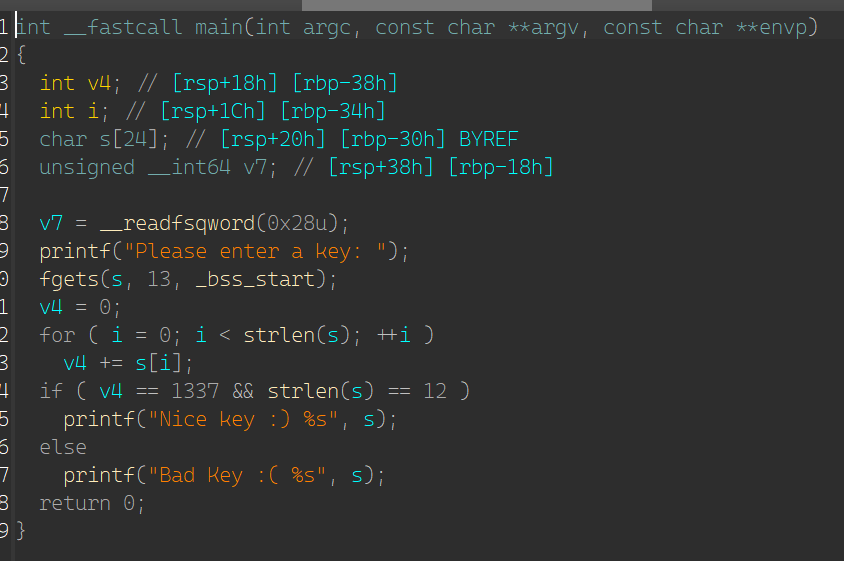 1 int __fastcall main(int argc, const char **argv, const char **envp)
2 {
3   int v4; // [rsp+18h] [rbp-38h]
4   int i; // [rsp+1Ch] [rbp-34h]
5   char s[24]; // [rsp+20h] [rbp-30h] BYREF
6   unsigned __int64 v7; // [rsp+38h] [rbp-18h]
7
8   v7 = __readfsqword(0x28u);
9   printf("Please enter a key: ");
0   fgets(s, 13, _bss_start);
1   v4 = 0;
2   for ( i = 0; i < strlen(s); ++i )
3     v4 += s[i];
4   if ( v4 == 1337 && strlen(s) == 12 )
5     printf("Nice key :) %s", s);
6   else
7     printf("Bad key :( %s", s);
8   return 0;
9 }